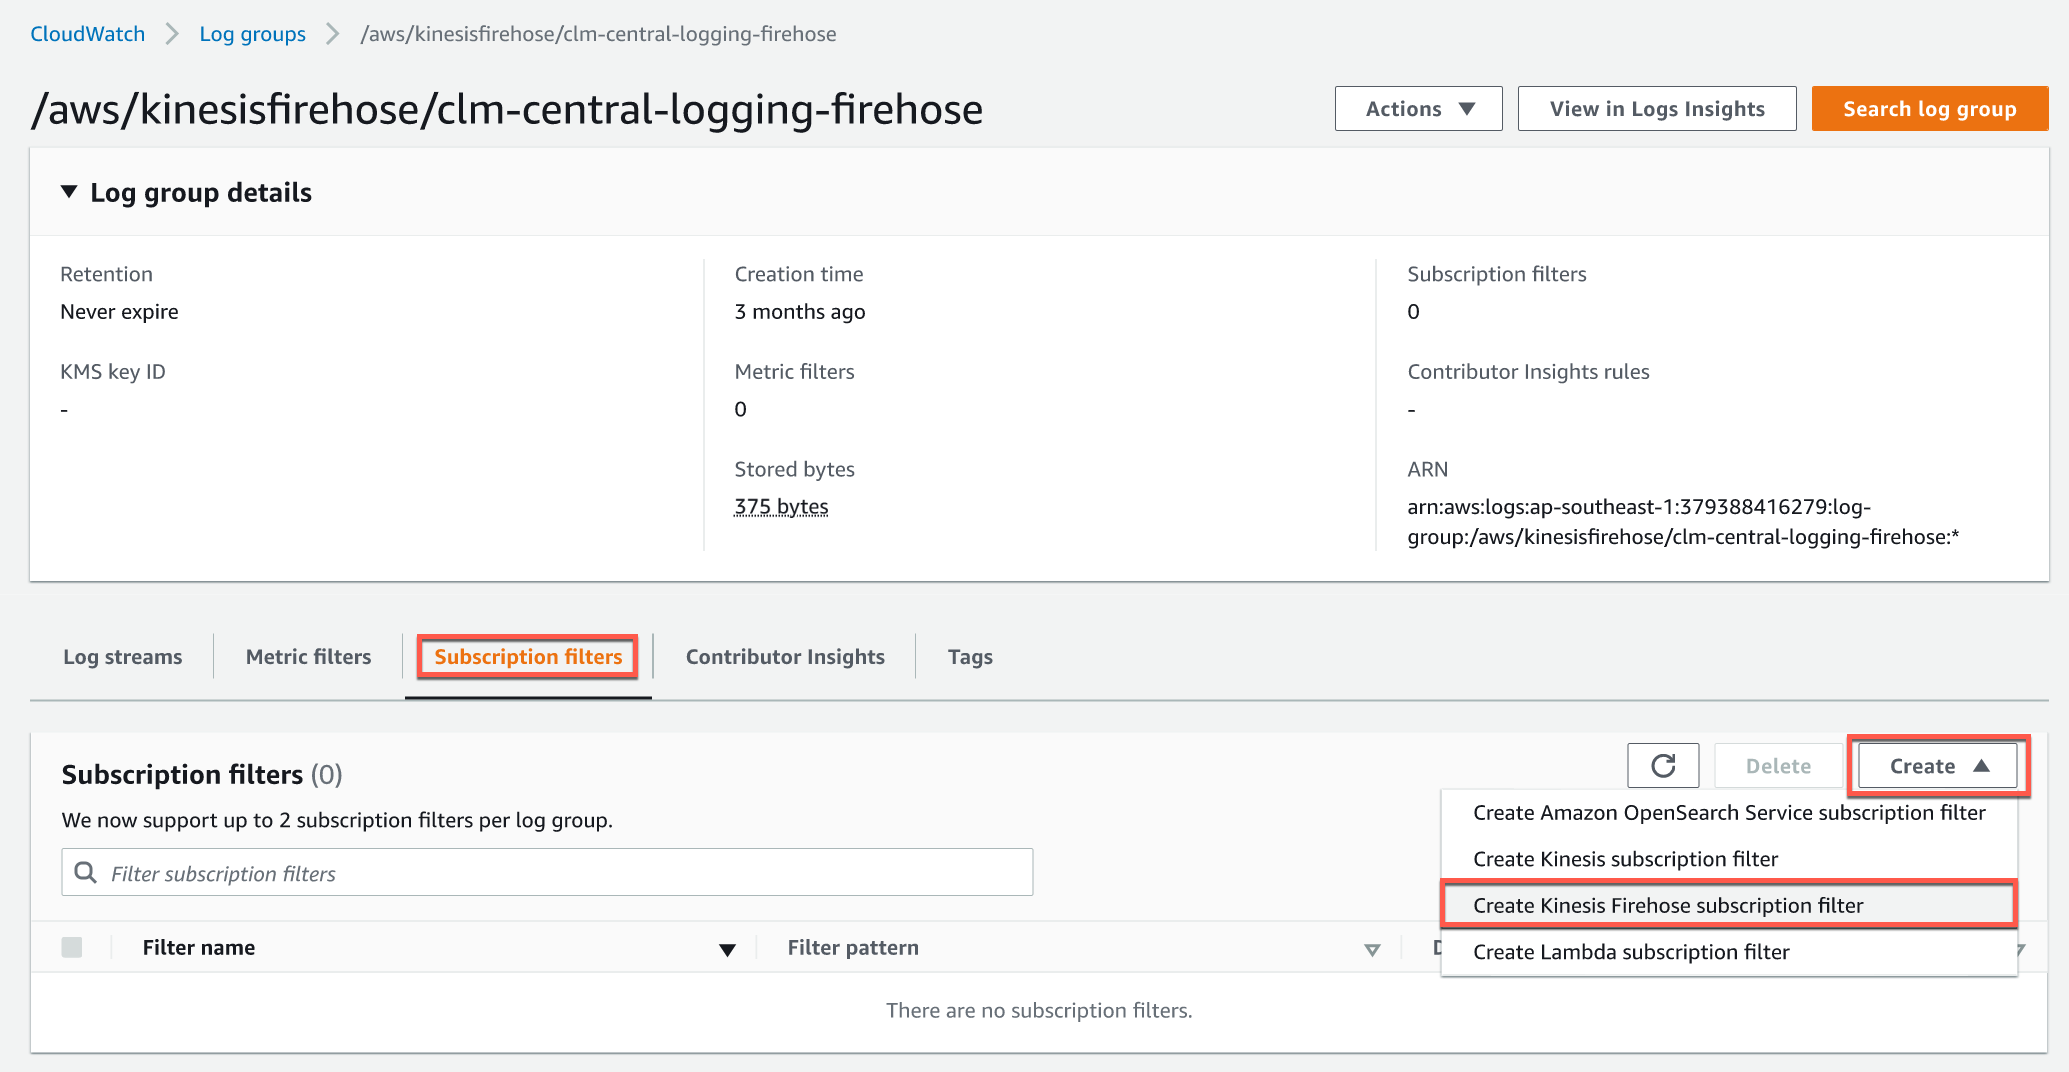 CloudWatch > Log groups > /aws/kinesisfirehose/clm-central-logging-firehose
/aws/kinesisfirehose/clm-central-logging-firehose
Actions ▼ View in Logs Insights Search log group
▼ Log group details
Retention
Never expire
KMS key ID
-
Creation time
3 months ago
Metric filters
0
Stored bytes
375 bytes
Subscription filters
0
Contributor Insights rules
-
ARN
arn:aws:logs:ap-southeast-1:379388416279:log-
group:/aws/kinesisfirehose/clm-central-logging-firehose:*
Log streams Metric filters Subscription filters Contributor Insights Tags
Subscription filters (0)
Delete Create ▲
We now support up to 2 subscription filters per log group.
Filter subscription filters
Create Amazon OpenSearch Service subscription filter
Create Kinesis subscription filter
Create Kinesis Firehose subscription filter
Create Lambda subscription filter
Filter name Filter pattern
There are no subscription filters.